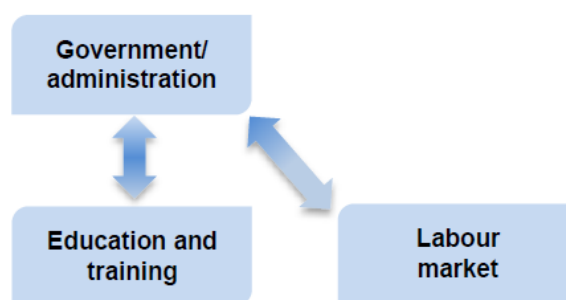 Government/
administration
Education and
training
Labour
market